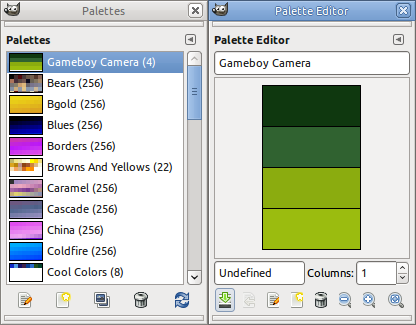 Palettes
Palettes
Gameboy Camera (4)
Bears (256)
Bgold (256)
Blues (256)
Borders (256)
Browns And Yellows (22)
Caramel (256)
Cascade (256)
China (256)
Coldfire (256)
Cool Colors (8)
Palette Editor
Palette Editor
Gameboy Camera
Undefined Columns: 1